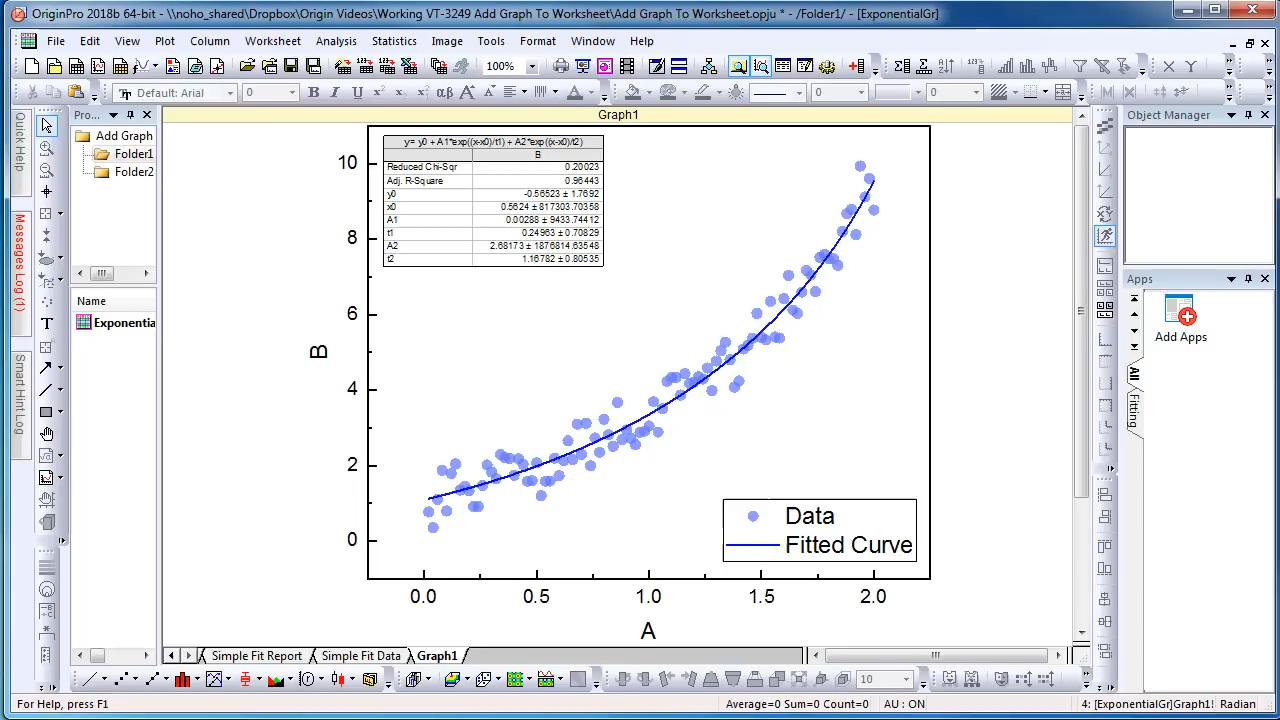 OriginPro 2018b 64-bit - \\noho_shared\Dropbox\Origin Videos\Working VT-3249 Add Graph To Worksheet\Add Graph To Worksheet.opju * - /Folder1/ - [ExponentialGr]
File Edit View Plot Column Worksheet Analysis Statistics Image Tools Format Window Help
100%
Default: Arial 0 B I U αβ A A A 0 0
Quick Help
Messages Log (!)
Smart Hint Log
Pro...
Add Graph
Folder1
Folder2
Name
Exponentia
Graph1
y= y0 + A1*exp((x-x0)/t1) + A2*exp((x-x0)/t2)
B
Reduced Chi-Sqr 0.20023
Adj. R-Square 0.96443
y0 -0.56523 ± 1.7692
x0 0.5624 ± 817303.70358
A1 0.00288 ± 9433.74412
t1 0.24963 ± 0.70829
A2 2.68173 ± 1876814.63548
t2 1.16782 ± 0.80535
10
8
6
4
2
0
B
0.0 0.5 1.0 1.5 2.0
A
Data
Fitted Curve
Object Manager
Apps
Add Apps
All
Fitting
T
Simple Fit Report Simple Fit Data Graph1
10
For Help, press F1
Average=0 Sum=0 Count=0 AU : ON 4: [ExponentialGr]Graph1! Radian